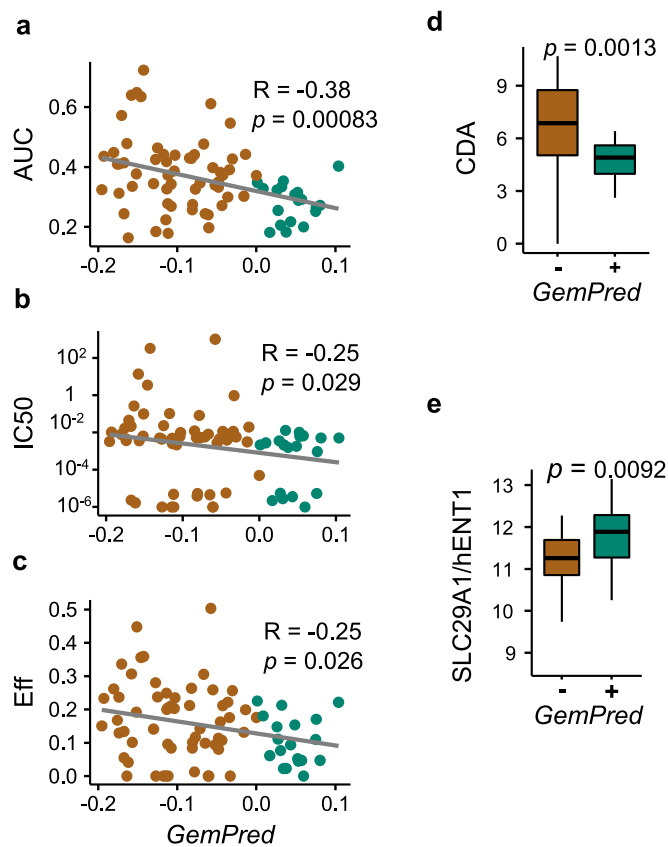 a
R = -0.38
p = 0.00083
AUC
0.6
0.4
0.2
-0.2 -0.1 0.0 0.1
b
R = -0.25
p = 0.029
IC50
10²
1
10⁻²
10⁻⁴
10⁻⁶
-0.2 -0.1 0.0 0.1
c
R = -0.25
p = 0.026
Eff
0.5
0.4
0.3
0.2
0.1
0.0
-0.2 -0.1 0.0 0.1
GemPred
d
p = 0.0013
CDA
9
6
3
0
- +
GemPred
e
p = 0.0092
SLC29A1/hENT1
13
12
11
10
9
- +
GemPred